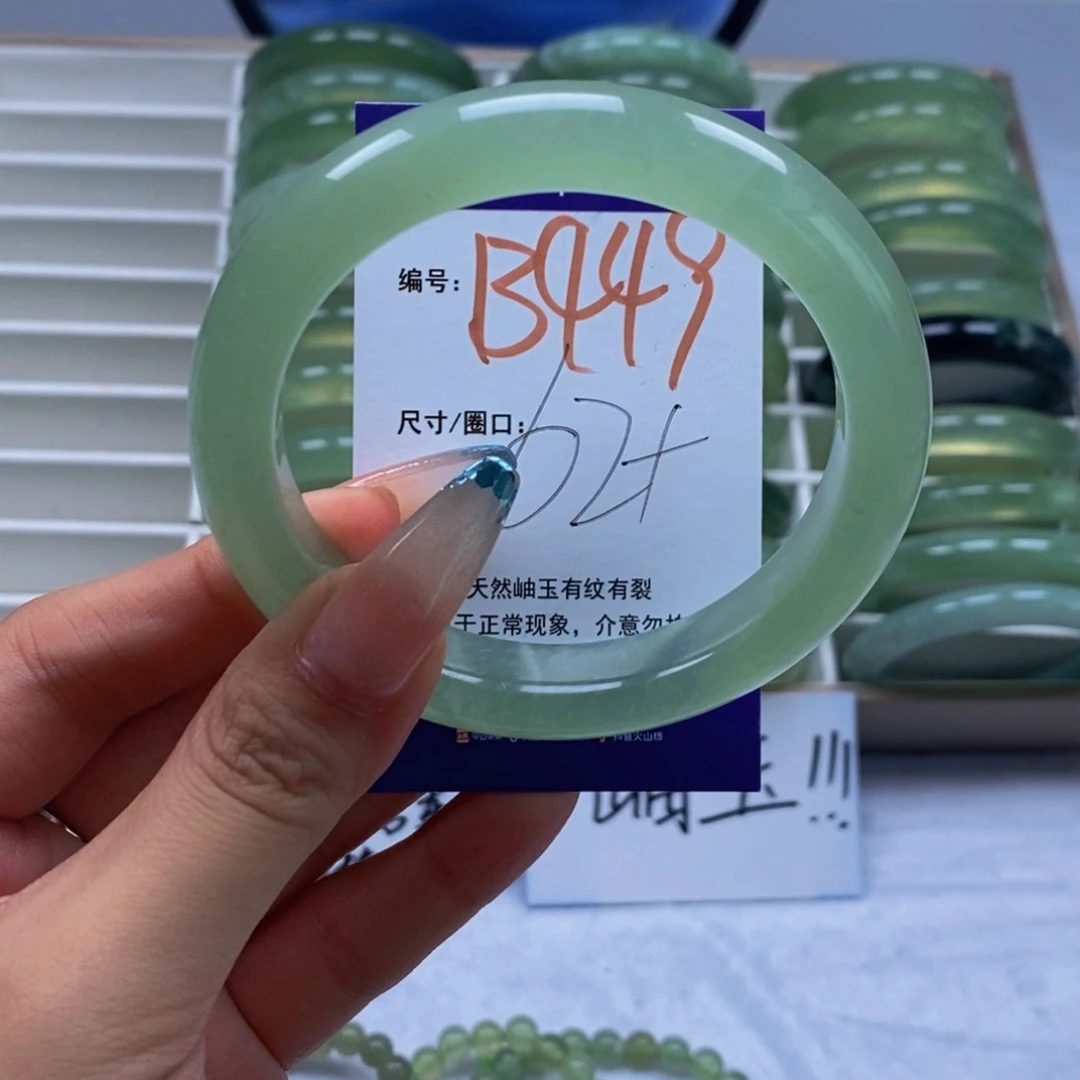 编号: B449
尺寸/圈口: 62+
天然岫玉有纹有裂
于正常现象，介意勿
岫玉!!!